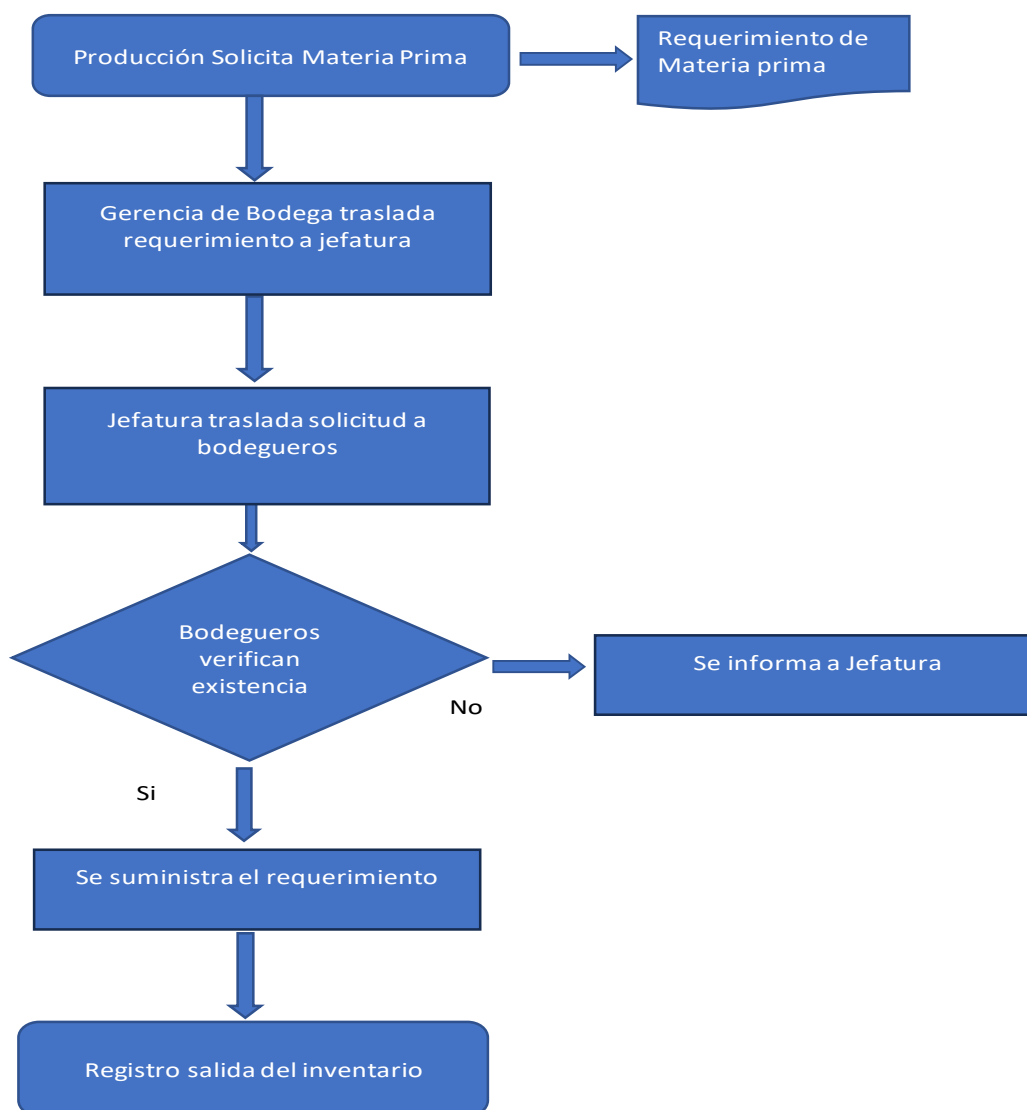 Producción Solicita Materia Prima
Requerimiento de
Materia prima
Gerencia de Bodega traslada
requerimiento a jefatura
Jefatura traslada solicitud a
bodegueros
Bodegueros
verifican
existencia
Se informa a Jefatura
No
Si
Se suministra el requerimiento
Registro salida del inventario